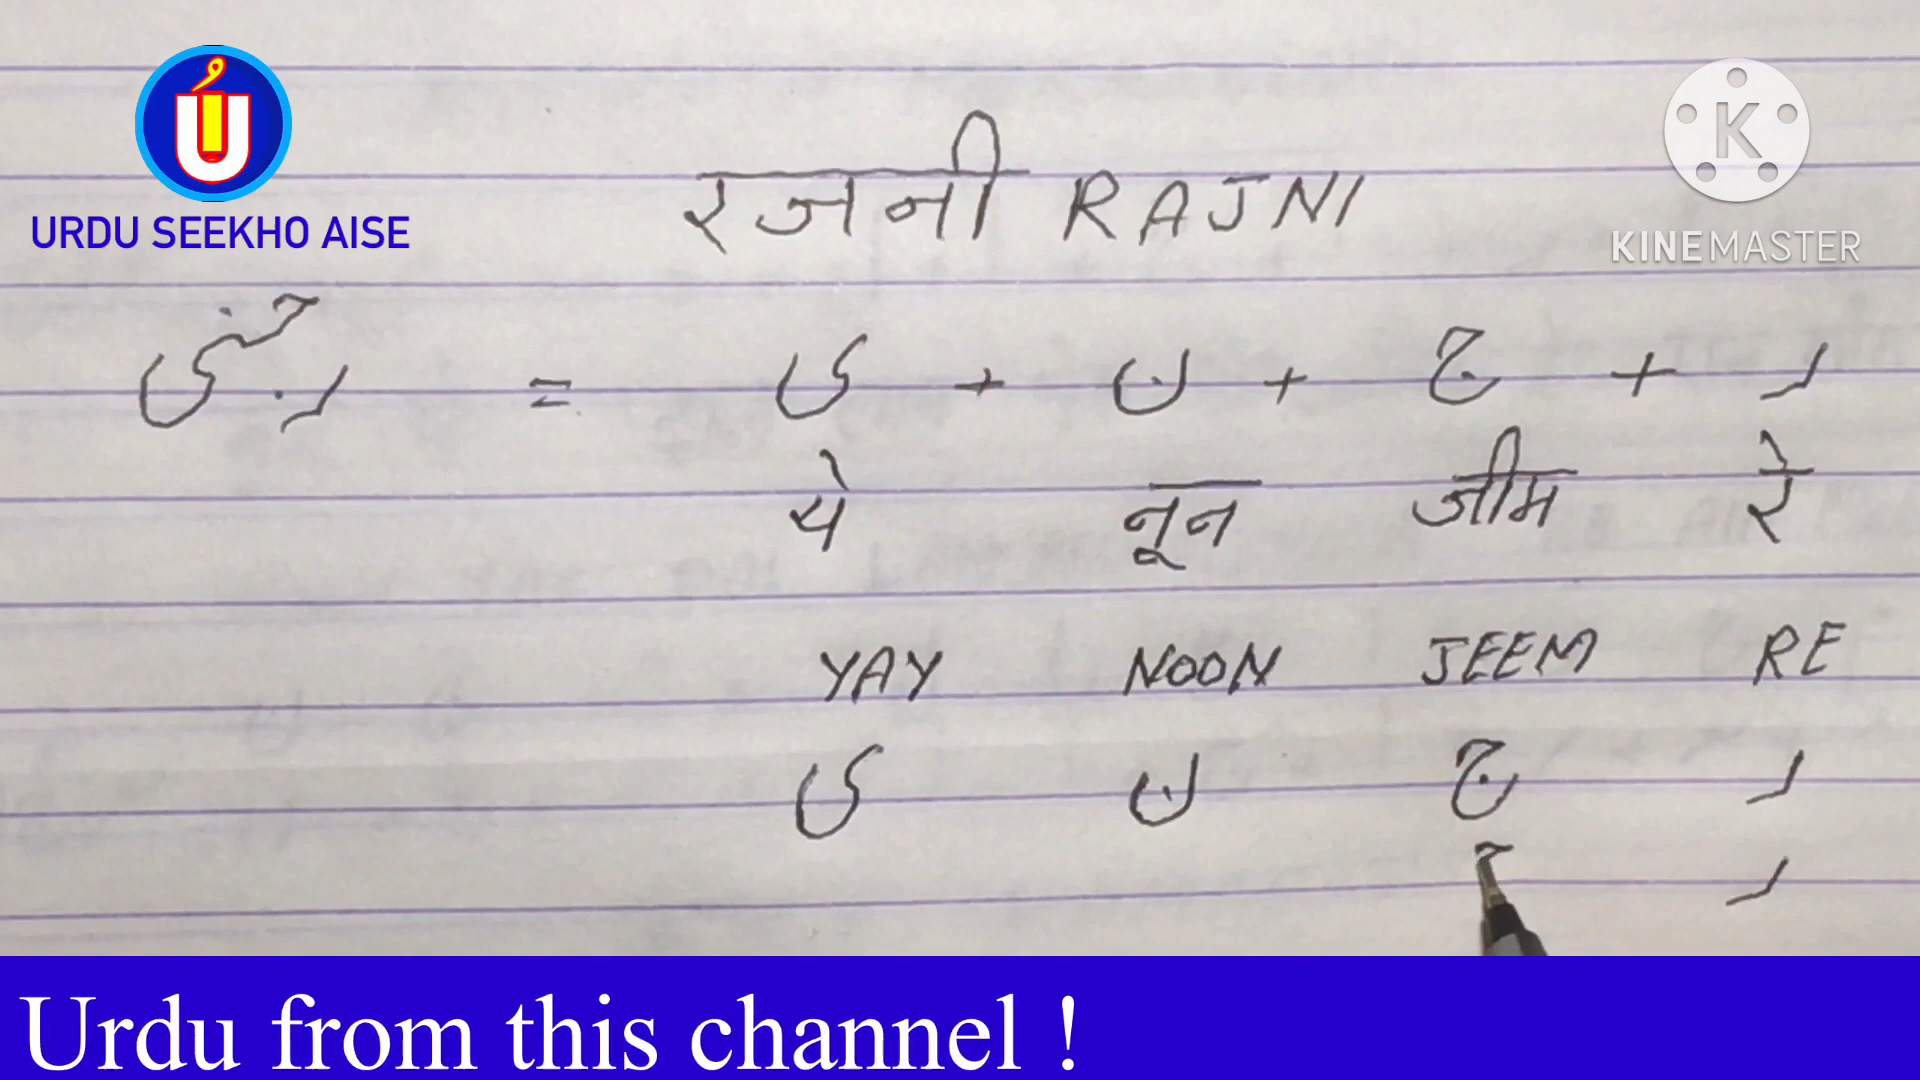 URDU SEEKHO AISE
KINEMASTER
रजनी RAJNI
رجنی = ی + ن + ج + ر
ये नून जीम रे
YAY NOON JEEM RE
ی ن ج ر
ر
Urdu from this channel !